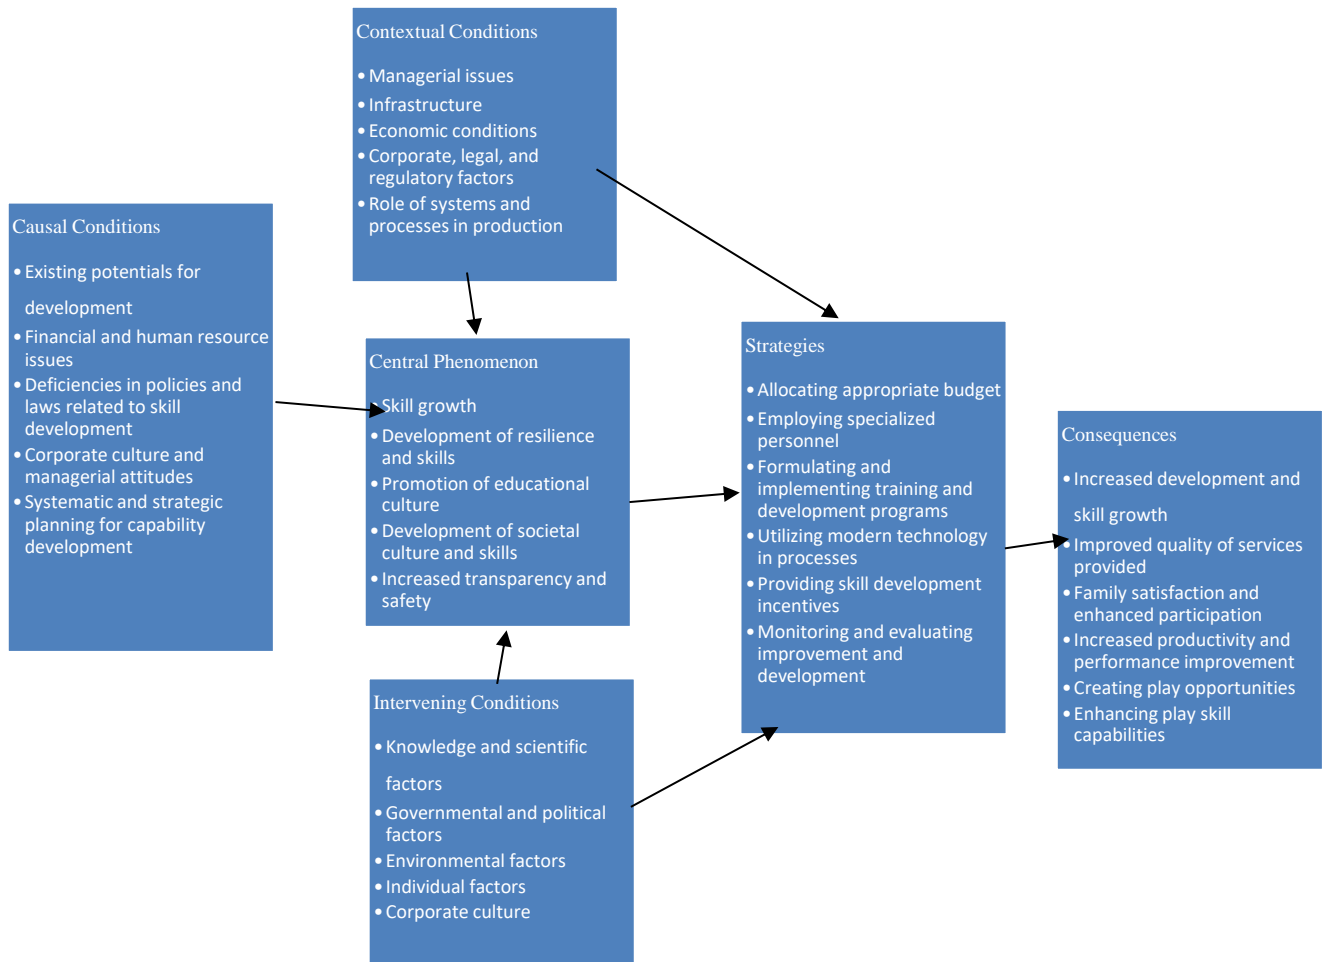 Contextual Conditions
• Managerial issues
• Infrastructure
• Economic conditions
• Corporate, legal, and
regulatory factors
• Role of systems and
processes in production
Causal Conditions
• Existing potentials for
development
• Financial and human resource
issues
• Deficiencies in policies and
laws related to skill
development
• Corporate culture and
managerial attitudes
• Systematic and strategic
planning for capability
development
Central Phenomenon
• Skill growth
• Development of resilience
and skills
• Promotion of educational
culture
• Development of societal
culture and skills
• Increased transparency and
safety
Intervening Conditions
• Knowledge and scientific
factors
• Governmental and political
factors
• Environmental factors
• Individual factors
• Corporate culture
Strategies
• Allocating appropriate budget
• Employing specialized
personnel
• Formulating and
implementing training and
development programs
• Utilizing modern technology
in processes
• Providing skill development
incentives
• Monitoring and evaluating
improvement and
development
Consequences
• Increased development and
skill growth
• Improved quality of services
provided
• Family satisfaction and
enhanced participation
• Increased productivity and
performance improvement
• Creating play opportunities
• Enhancing play skill
capabilities